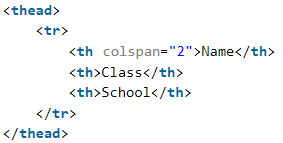 <thead>
    <tr>
        <th colspan="2">Name</th>
        <th>Class</th>
        <th>School</th>
    </tr>
</thead>